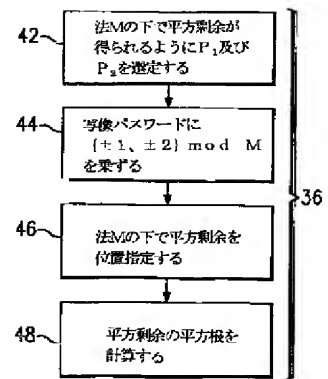 42
法Mの下で平方剰余が
得られるようにP₁及び
P₂を選定する
44
写像パスワードに
{±1、±2} mod M
を乗ずる
36
46
法Mの下で平方剰余を
位置指定する
48
平方剰余の平方根を
計算する